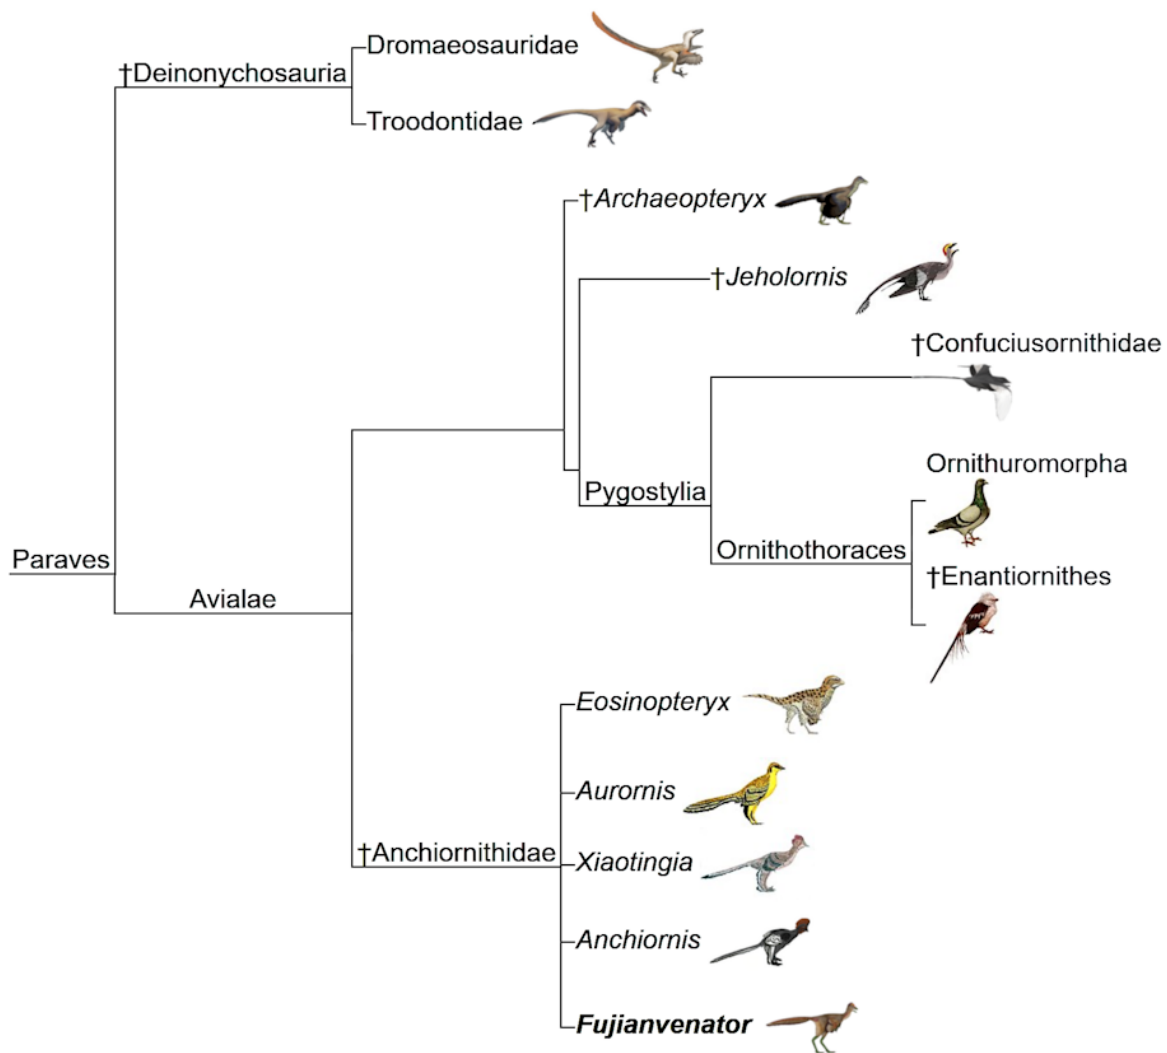 Dromaeosauridae
†Deinonychosauria
Troodontidae
†Archaeopteryx
†Jeholornis
†Confuciusornithidae
Ornithuromorpha
Pygostylia
Ornithothoraces
Paraves
†Enantiornithes
Avialae
Eosinopteryx
Aurornis
†Anchiornithidae
Xiaotingia
Anchiornis
Fujianvenator